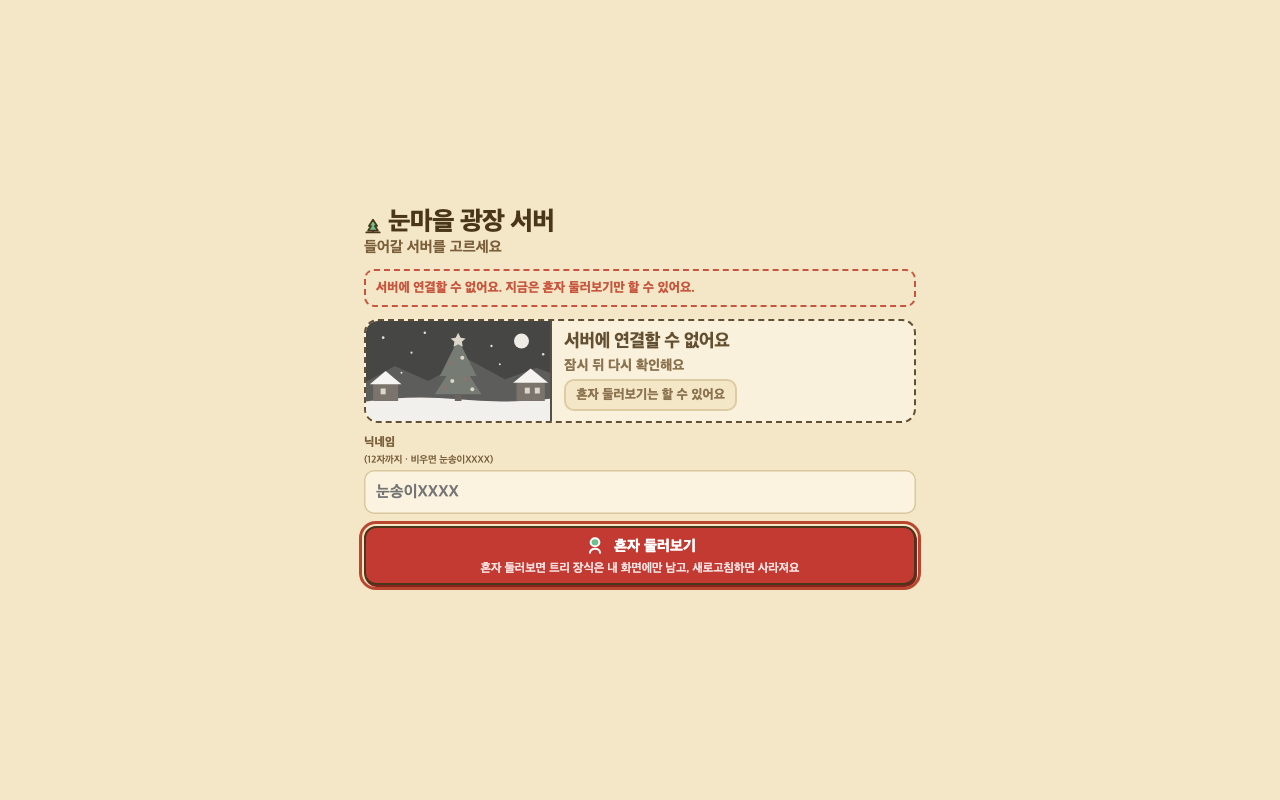 눈마을 광장 서버
들어갈 서버를 고르세요
서버에 연결할 수 없어요. 지금은 혼자 둘러보기만 할 수 있어요.
서버에 연결할 수 없어요
잠시 뒤 다시 확인해요
혼자 둘러보기는 할 수 있어요
닉네임
(12자까지 · 비우면 눈송이XXXX)
눈송이XXXX
혼자 둘러보기
혼자 둘러보면 트리 장식은 내 화면에만 남고, 새로고침하면 사라져요